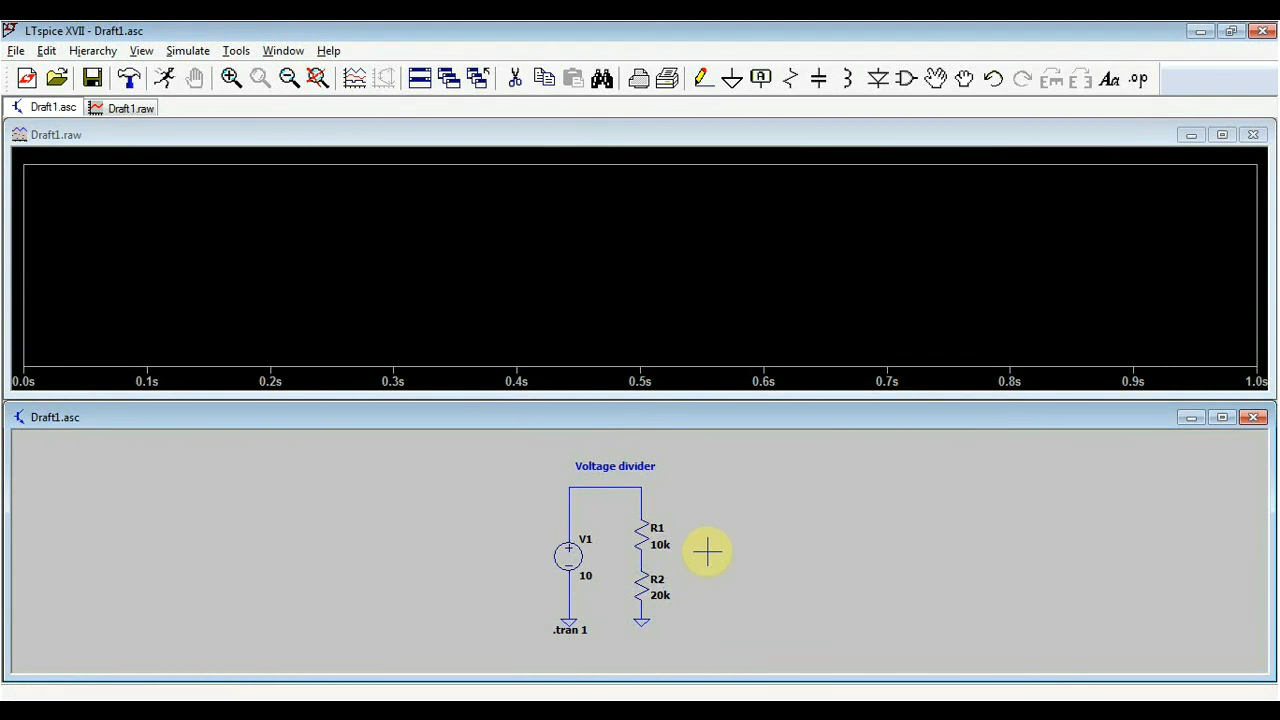 LTspice XVII - Draft1.asc
File Edit Hierarchy View Simulate Tools Window Help
A Aa .op
Draft1.asc Draft1.raw
Draft1.raw
0.0s 0.1s 0.2s 0.3s 0.4s 0.5s 0.6s 0.7s 0.8s 0.9s 1.0s
Draft1.asc
Voltage divider
R1
V1
10k
10
R2
20k
.tran 1